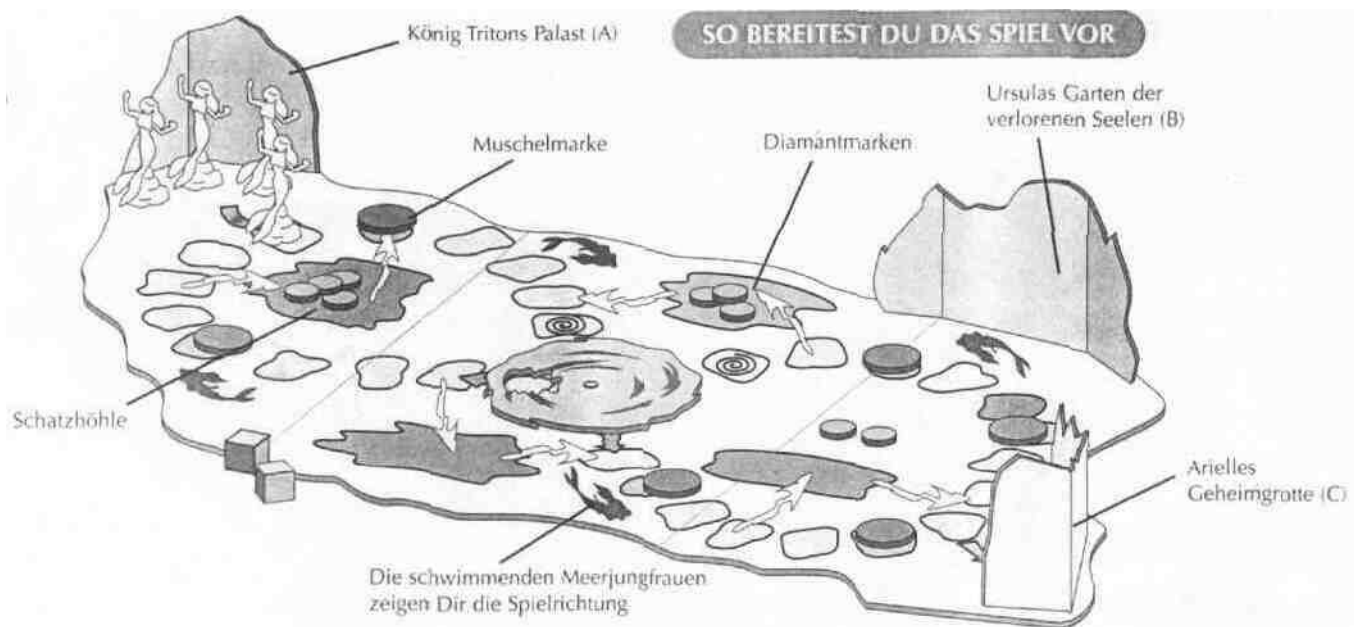 König Tritons Palast (A)
SO BEREITEST DU DAS SPIEL VOR
Ursulas Garten der
verlorenen Seelen (B)
Muschelmarke
Diamantmarken
Schatzhöhle
Arielles
Geheimgrotte (C)
Die schwimmenden Meerjungfrauen
zeigen Dir die Spielrichtung